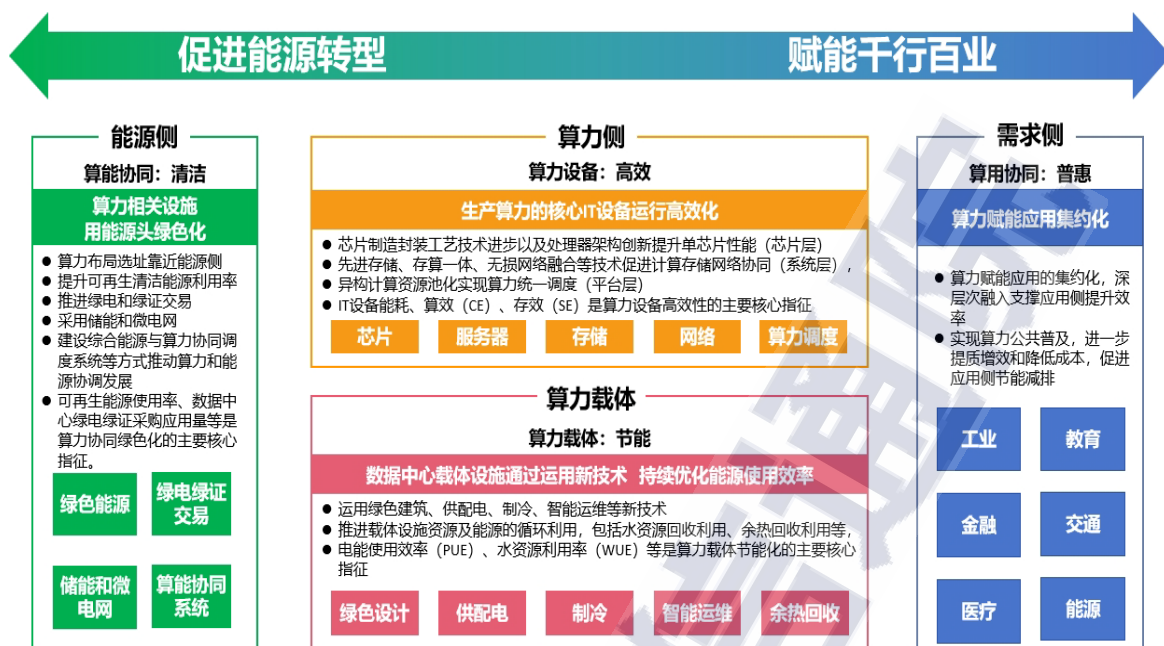 促进能源转型
赋能千行百业
能源侧
算能协同：清洁
算力相关设施
用能源头绿色化
● 算力布局选址靠近能源侧
● 提升可再生清洁能源利用率
● 推进绿电和绿证交易
● 采用储能和微电网
● 建设综合能源与算力协同调
度系统等方式推动算力和能
源协调发展
● 可再生能源使用率、数据中
心绿电绿证采购应用量等是
算力协同绿色化的主要核心
指征。
绿色能源
绿电绿证
交易
储能和微
电网
算能协同
系统
算力侧
算力设备：高效
生产算力的核心IT设备运行高效化
● 芯片制造封装工艺技术进步以及处理器架构创新提升单芯片性能（芯片层）
● 先进存储、存算一体、无损网络融合等技术促进计算存储网络协同（系统层），
● 异构计算资源池化实现算力统一调度（平台层）
● IT设备能耗、算效（CE）、存效（SE）是算力设备高效性的主要核心指征
芯片
服务器
存储
网络
算力调度
算力载体
算力载体：节能
数据中心载体设施通过运用新技术 持续优化能源使用效率
● 运用绿色建筑、供配电、制冷、智能运维等新技术
● 推进载体设施资源及能源的循环利用，包括水资源回收利用、余热回收利用等，
● 电能使用效率（PUE）、水资源利用率（WUE）等是算力载体节能化的主要核心
指征
绿色设计
供配电
制冷
智能运维
余热回收
需求侧
算用协同：普惠
算力赋能应用集约化
● 算力赋能应用的集约化，深
层次融入支撑应用侧提升效
率
● 实现算力公共普及，进一步
提质增效和降低成本，促进
应用侧节能减排
工业
教育
金融
交通
医疗
能源